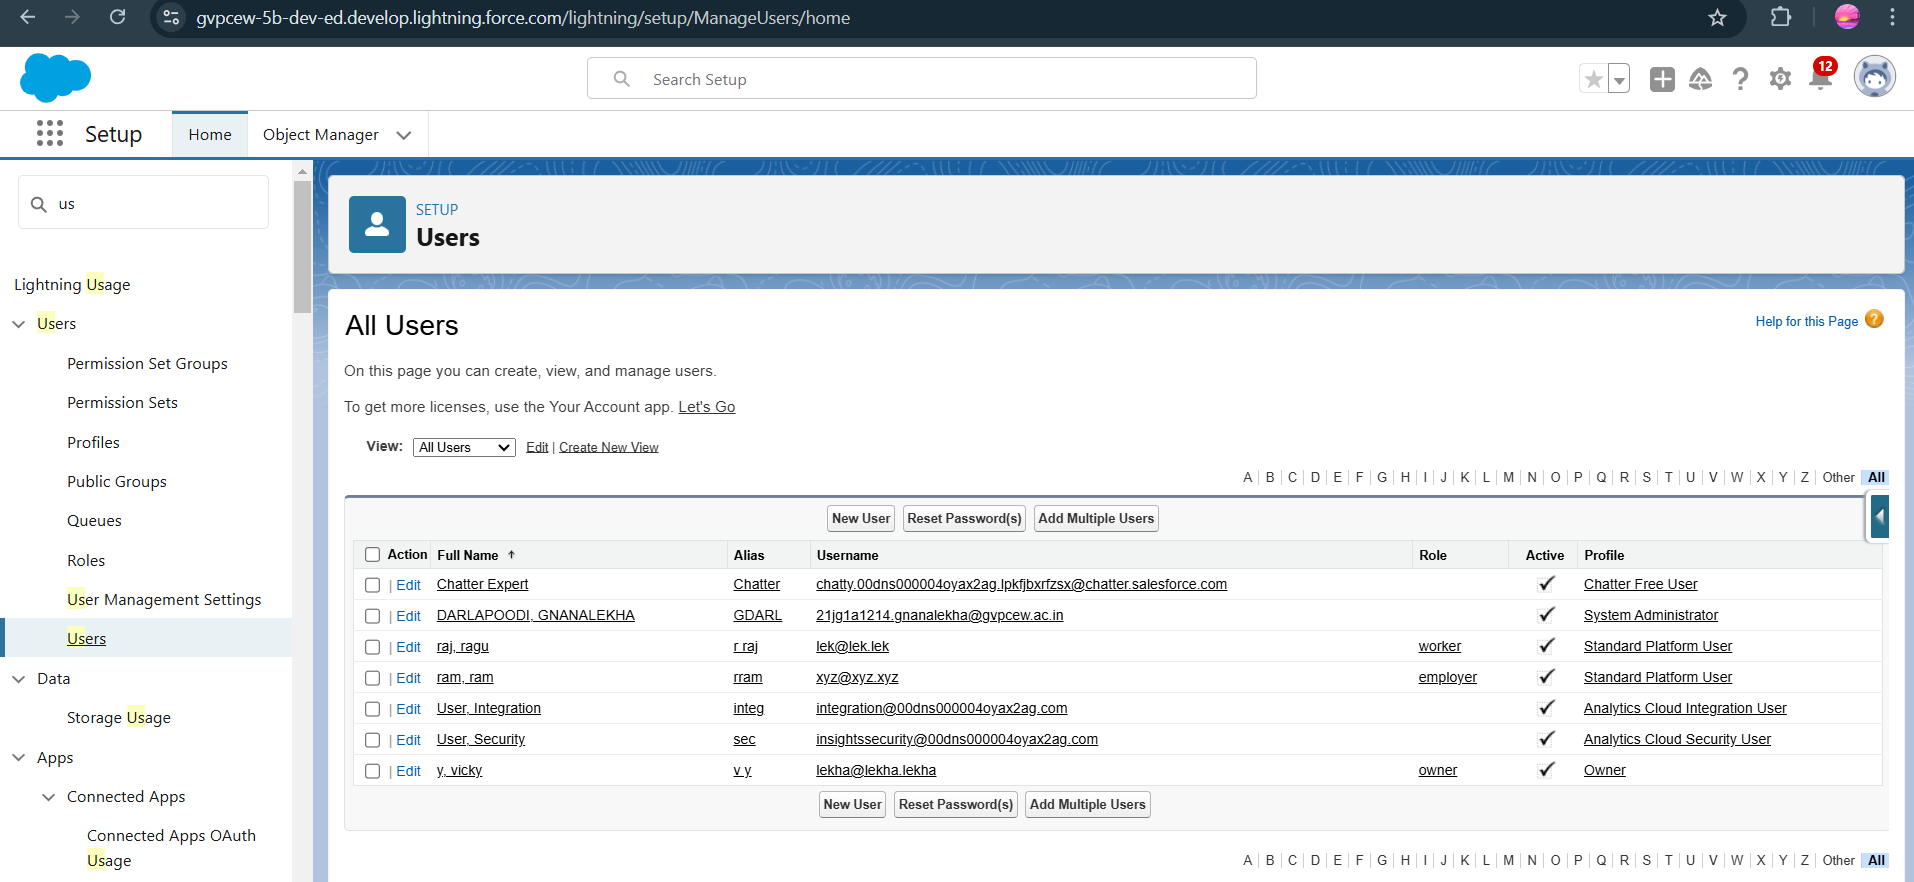 gvpcew-5b-dev-ed.develop.lightning.force.com/lightning/setup/ManageUsers/home
Search Setup
12
Setup
Home
Object Manager
us
Lightning Usage
Users
Permission Set Groups
Permission Sets
Profiles
Public Groups
Queues
Roles
User Management Settings
Users
Data
Storage Usage
Apps
Connected Apps
Connected Apps OAuth
Usage
SETUP
Users
All Users
Help for this Page ?
On this page you can create, view, and manage users.
To get more licenses, use the Your Account app. Let's Go
View: All Users Edit | Create New View
A B C D E F G H I J K L M N O P Q R S T U V W X Y Z Other All
New User Reset Password(s) Add Multiple Users
Action Full Name ↑ Alias Username Role Active Profile
| Edit Chatter Expert Chatter chatty.00dns000004oyax2ag.lpkfjbxrfzsx@chatter.salesforce.com Chatter Free User
| Edit DARLAPOODI, GNANALEKHA GDARL 21jg1a1214.gnanalekha@gvpcew.ac.in System Administrator
| Edit raj, ragu r raj lek@lek.lek worker Standard Platform User
| Edit ram, ram rram xyz@xyz.xyz employer Standard Platform User
| Edit User, Integration integ integration@00dns000004oyax2ag.com Analytics Cloud Integration User
| Edit User, Security sec insightssecurity@00dns000004oyax2ag.com Analytics Cloud Security User
| Edit y, vicky v y lekha@lekha.lekha owner Owner
New User Reset Password(s) Add Multiple Users
A B C D E F G H I J K L M N O P Q R S T U V W X Y Z Other All